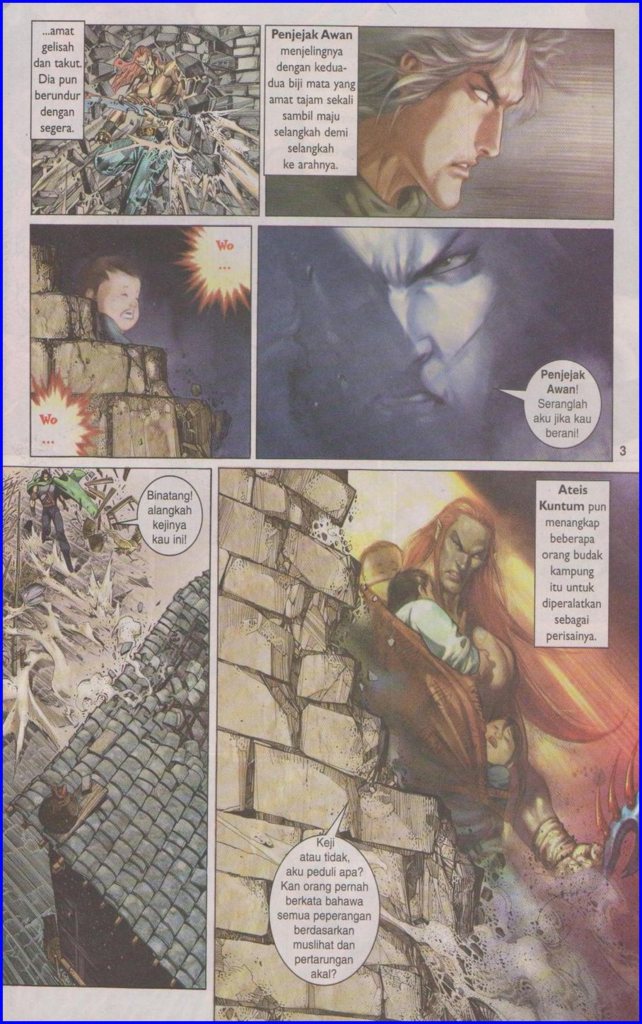 ...amat
gelisah
dan takut.
Dia pun
berundur
dengan
segera.
Penjejak Awan
menjelingnya
dengan kedua-
dua biji mata yang
amat tajam sekali
sambil maju
selangkah demi
selangkah
ke arahnya.
Wo
...
Wo
...
Penjejak
Awan!
Seranglah
aku jika kau
berani!
3
Binatang!
alangkah
kejinya
kau ini!
Ateis
Kuntum pun
menangkap
beberapa
orang budak
kampung
itu untuk
diperalatkan
sebagai
perisainya.
Keji
atau tidak,
aku peduli apa?
Kan orang pernah
berkata bahawa
semua peperangan
berdasarkan
muslihat dan
pertarungan
akal?